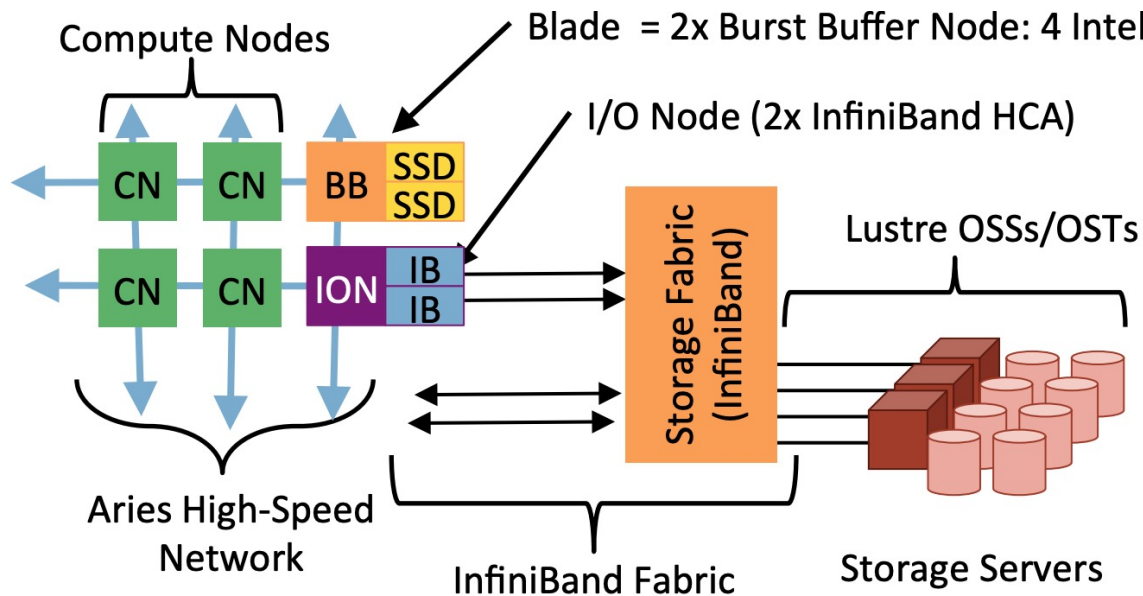 Compute Nodes
Blade = 2x Burst Buffer Node: 4 Intel
I/O Node (2x InfiniBand HCA)
CN
CN
BB
SSD
SSD
CN
CN
ION
IB
IB
Storage Fabric
(InfiniBand)
Lustre OSSs/OSTs
Aries High-Speed
Network
InfiniBand Fabric
Storage Servers